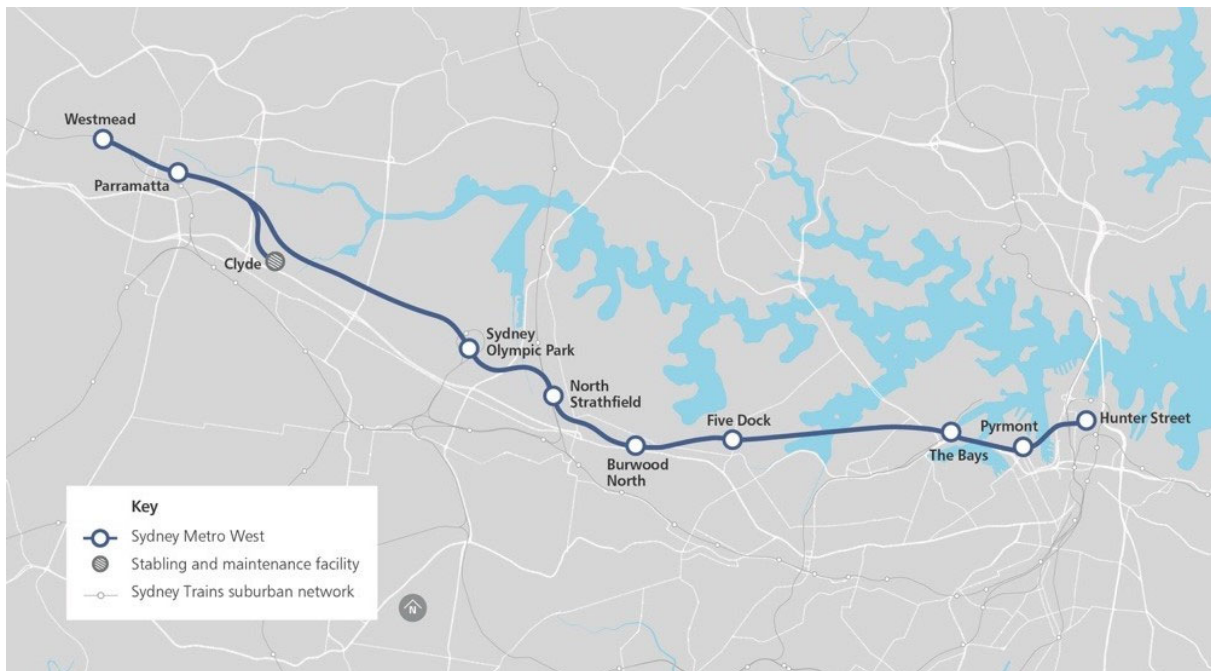 Westmead
Parramatta
Clyde
Sydney
Olympic Park
North
Strathfield
Burwood
North
Five Dock
The Bays
Pyrmont
Hunter Street
Key
Sydney Metro West
Stabling and maintenance facility
Sydney Trains suburban network
N